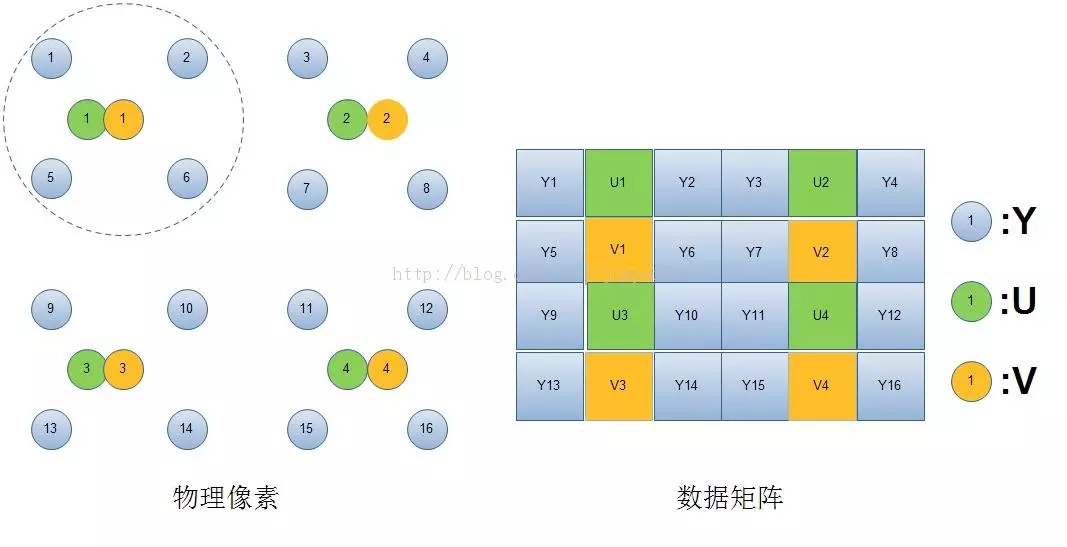 1 2 3 4
1 1 2 2
5 6 7 8
9 10 11 12
3 3 4 4
13 14 15 16
物理像素
Y1 U1 Y2 Y3 U2 Y4
Y5 V1 Y6 Y7 V2 Y8
http://blog.
Y9 U3 Y10 Y11 U4 Y12
Y13 V3 Y14 Y15 V4 Y16
数据矩阵
1 :Y
1 :U
1 :V